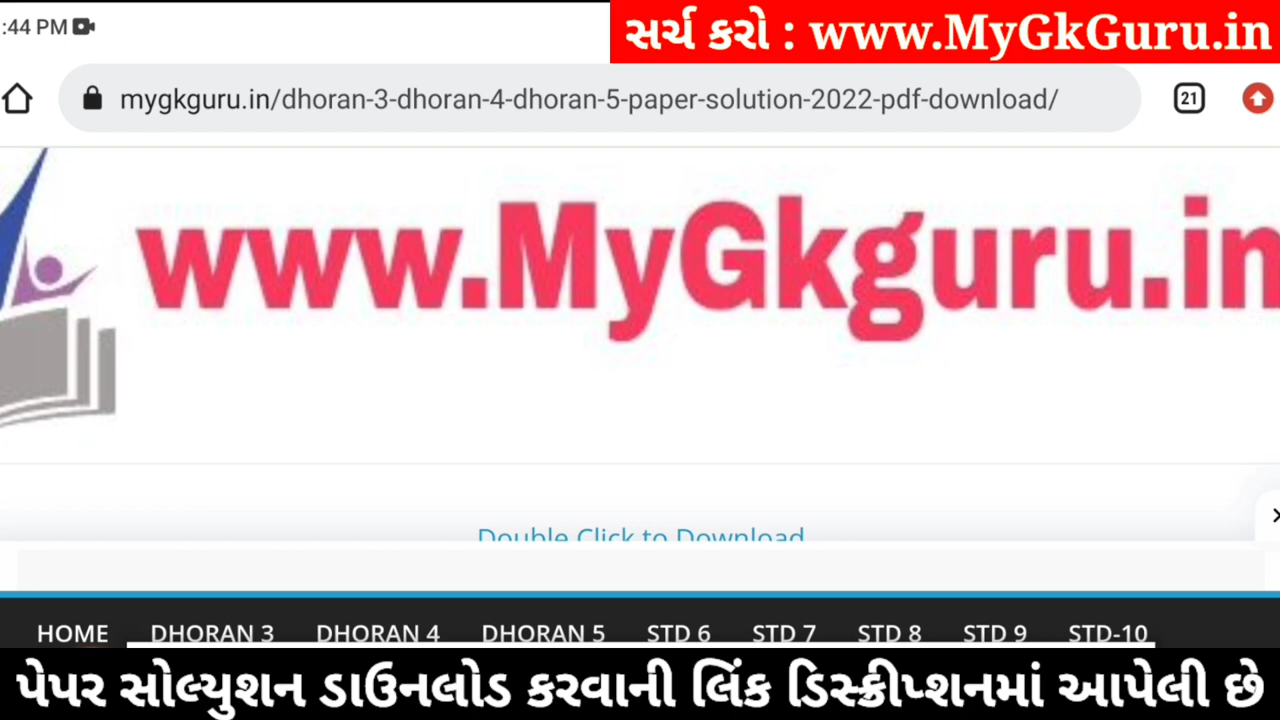 :44 PM
સર્ચ કરો : www.MyGkGuru.in
mygkguru.in/dhoran-3-dhoran-4-dhoran-5-paper-solution-2022-pdf-download/
21
www.MyGkguru.in
Double Click to Download
HOME DHORAN 3 DHORAN 4 DHORAN 5 STD 6 STD 7 STD 8 STD 9 STD-10
પેપર સોલ્યુશન ડાઉનલોડ કરવાની લિંક ડિસ્ક્રીપ્શનમાં આપેલી છે